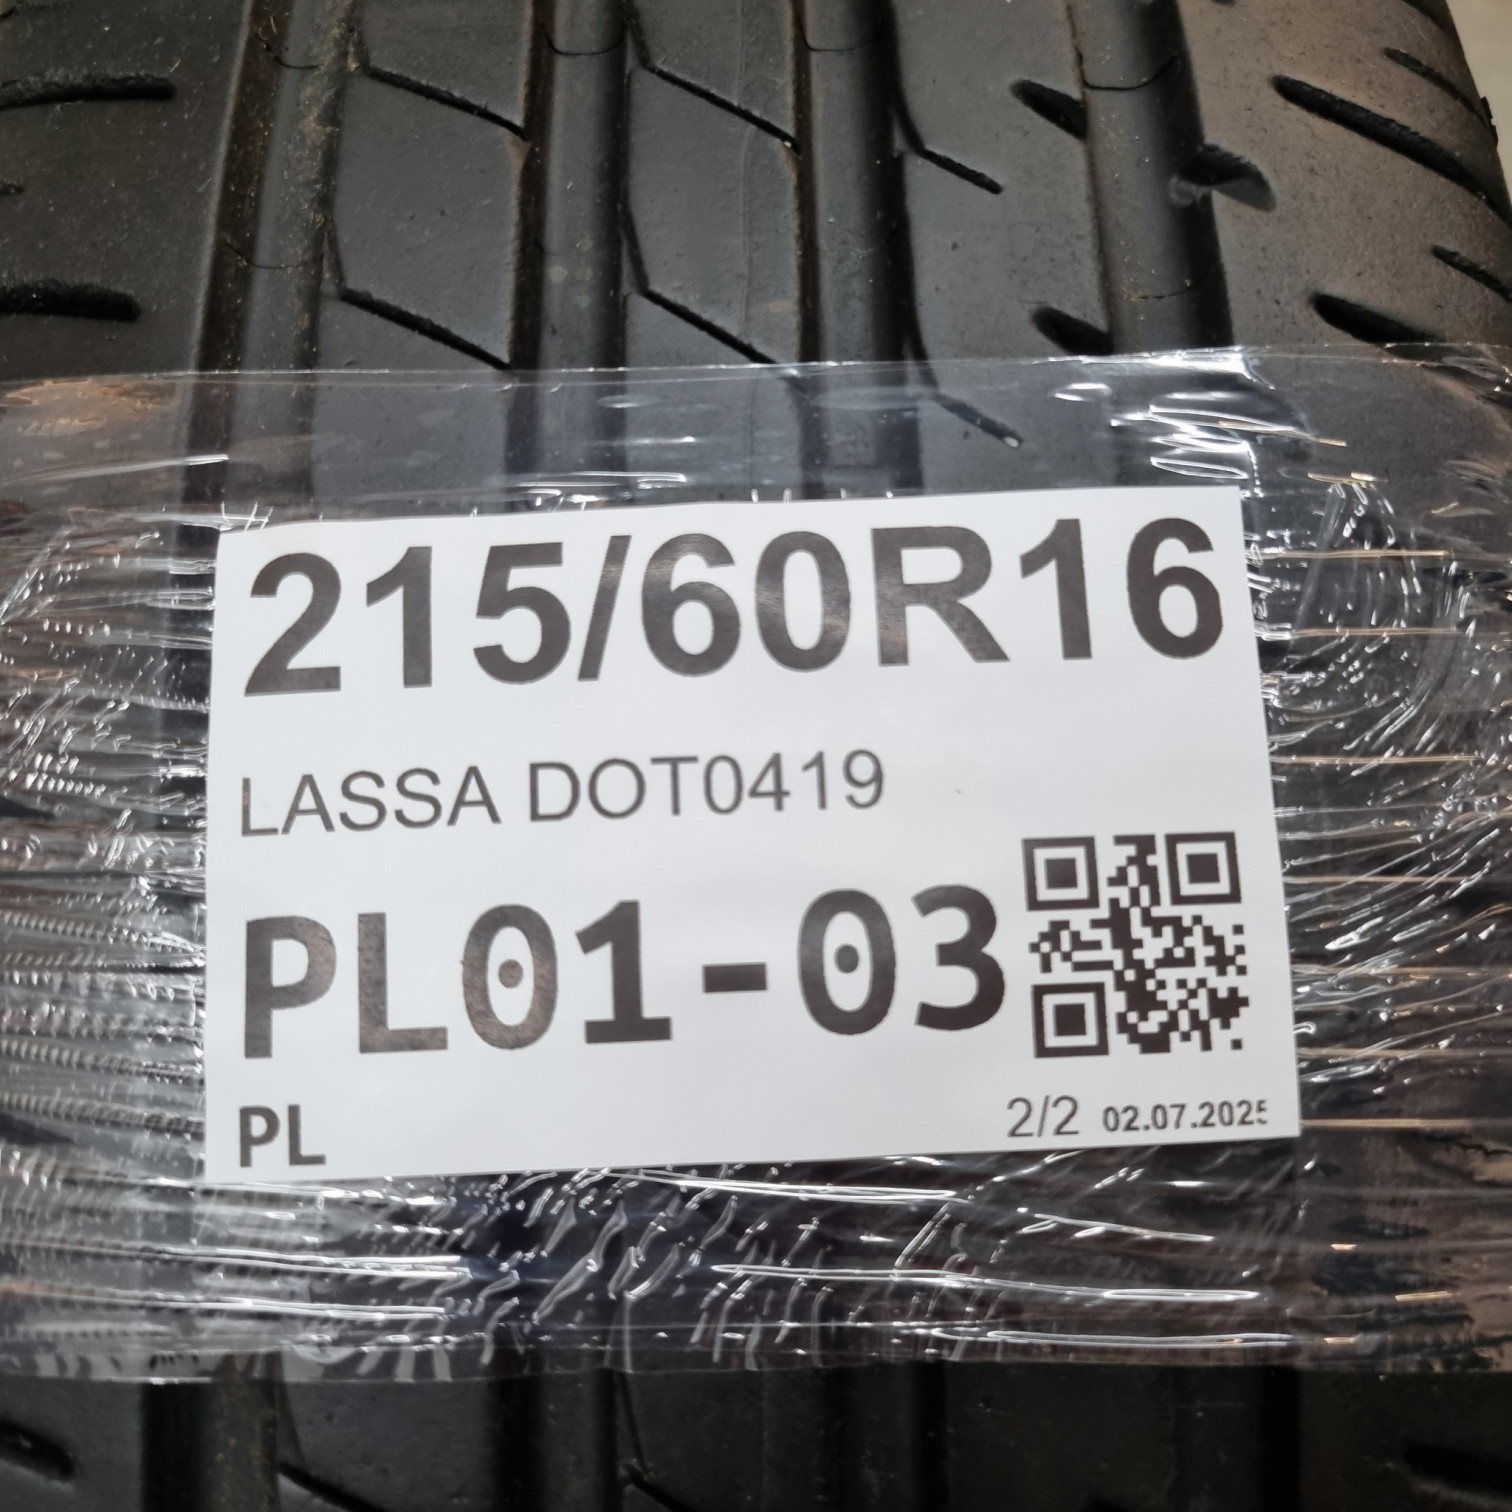 215/60R16
LASSA DOT0419
PL01-03
PL
2/2 02.07.2025